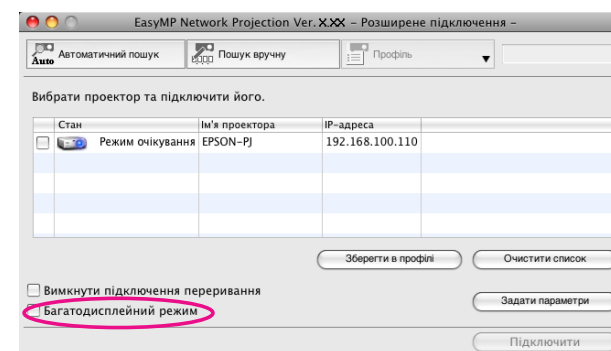 EasyMP Network Projection Ver.X.XX – Розширене підключення –
Auto Автоматичний пошук Пошук вручну Профіль
Вибрати проектор та підключити його.
Стан Ім'я проектора IP-адреса
Режим очікування EPSON-PJ 192.168.100.110
Зберегти в профілі Очистити список
Вимкнути підключення переривання
Багатодисплейний режим
Задати параметри
Підключити